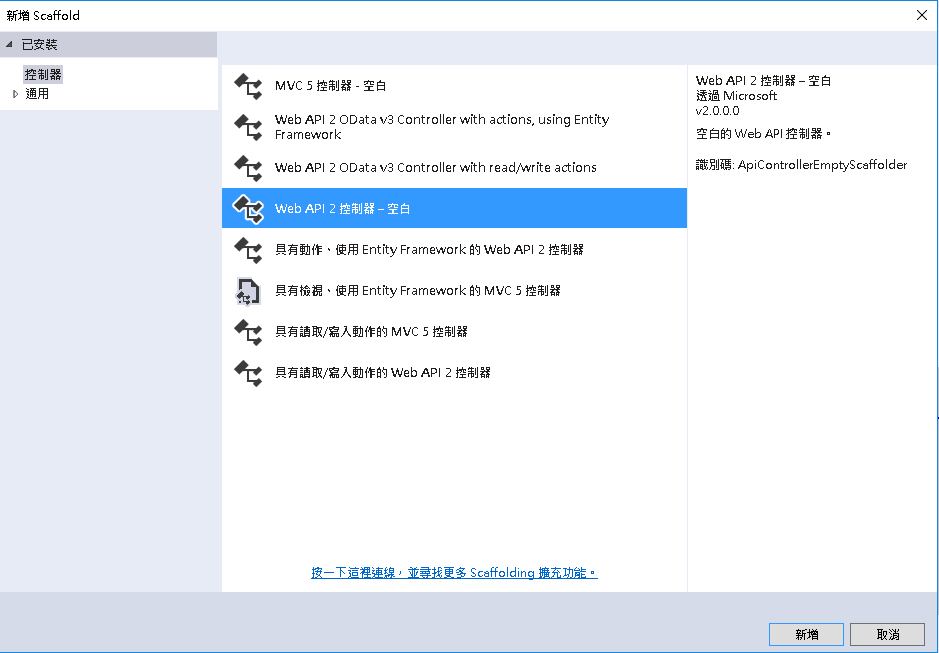 新增 Scaffold
已安裝
控制器
通用
MVC 5 控制器 - 空白
Web API 2 OData v3 Controller with actions, using Entity
Framework
Web API 2 OData v3 Controller with read/write actions
Web API 2 控制器 – 空白
具有動作、使用 Entity Framework 的 Web API 2 控制器
具有檢視、使用 Entity Framework 的 MVC 5 控制器
具有讀取/寫入動作的 MVC 5 控制器
具有讀取/寫入動作的 Web API 2 控制器
按一下這裡連線，並尋找更多 Scaffolding 擴充功能。
Web API 2 控制器 – 空白
透過 Microsoft
v2.0.0.0
空白的 Web API 控制器。
識別碼: ApiControllerEmptyScaffolder
新增
取消